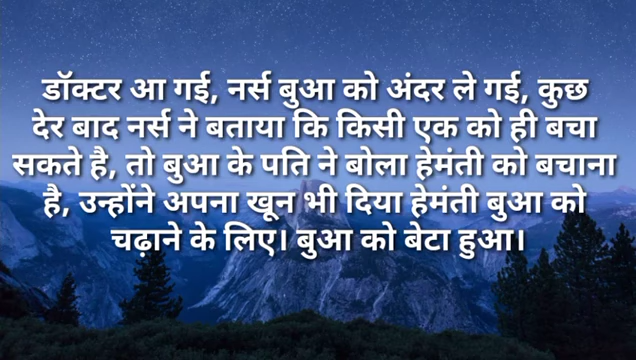 डॉक्टर आ गई, नर्स बुआ को अंदर ले गई, कुछ
देर बाद नर्स ने बताया कि किसी एक को ही बचा
सकते है, तो बुआ के पति ने बोला हेमंती को बचाना
है, उन्होंने अपना खून भी दिया हेमंती बुआ को
चढ़ाने के लिए। बुआ को बेटा हुआ।